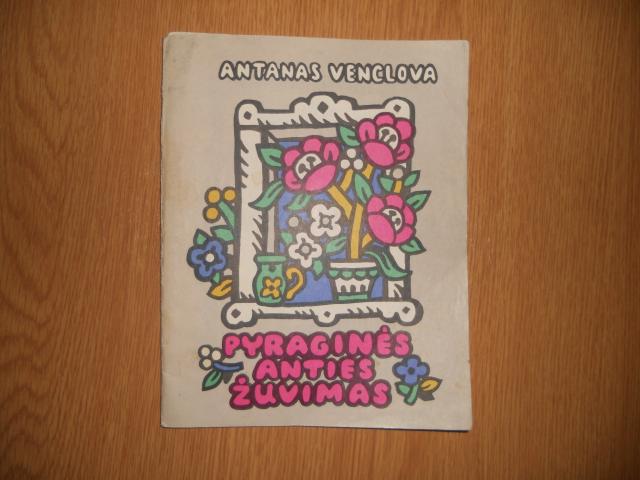 ANTANAS VENCLOVA
PYRAGINĖS
ANTIES
ŽUVIMAS